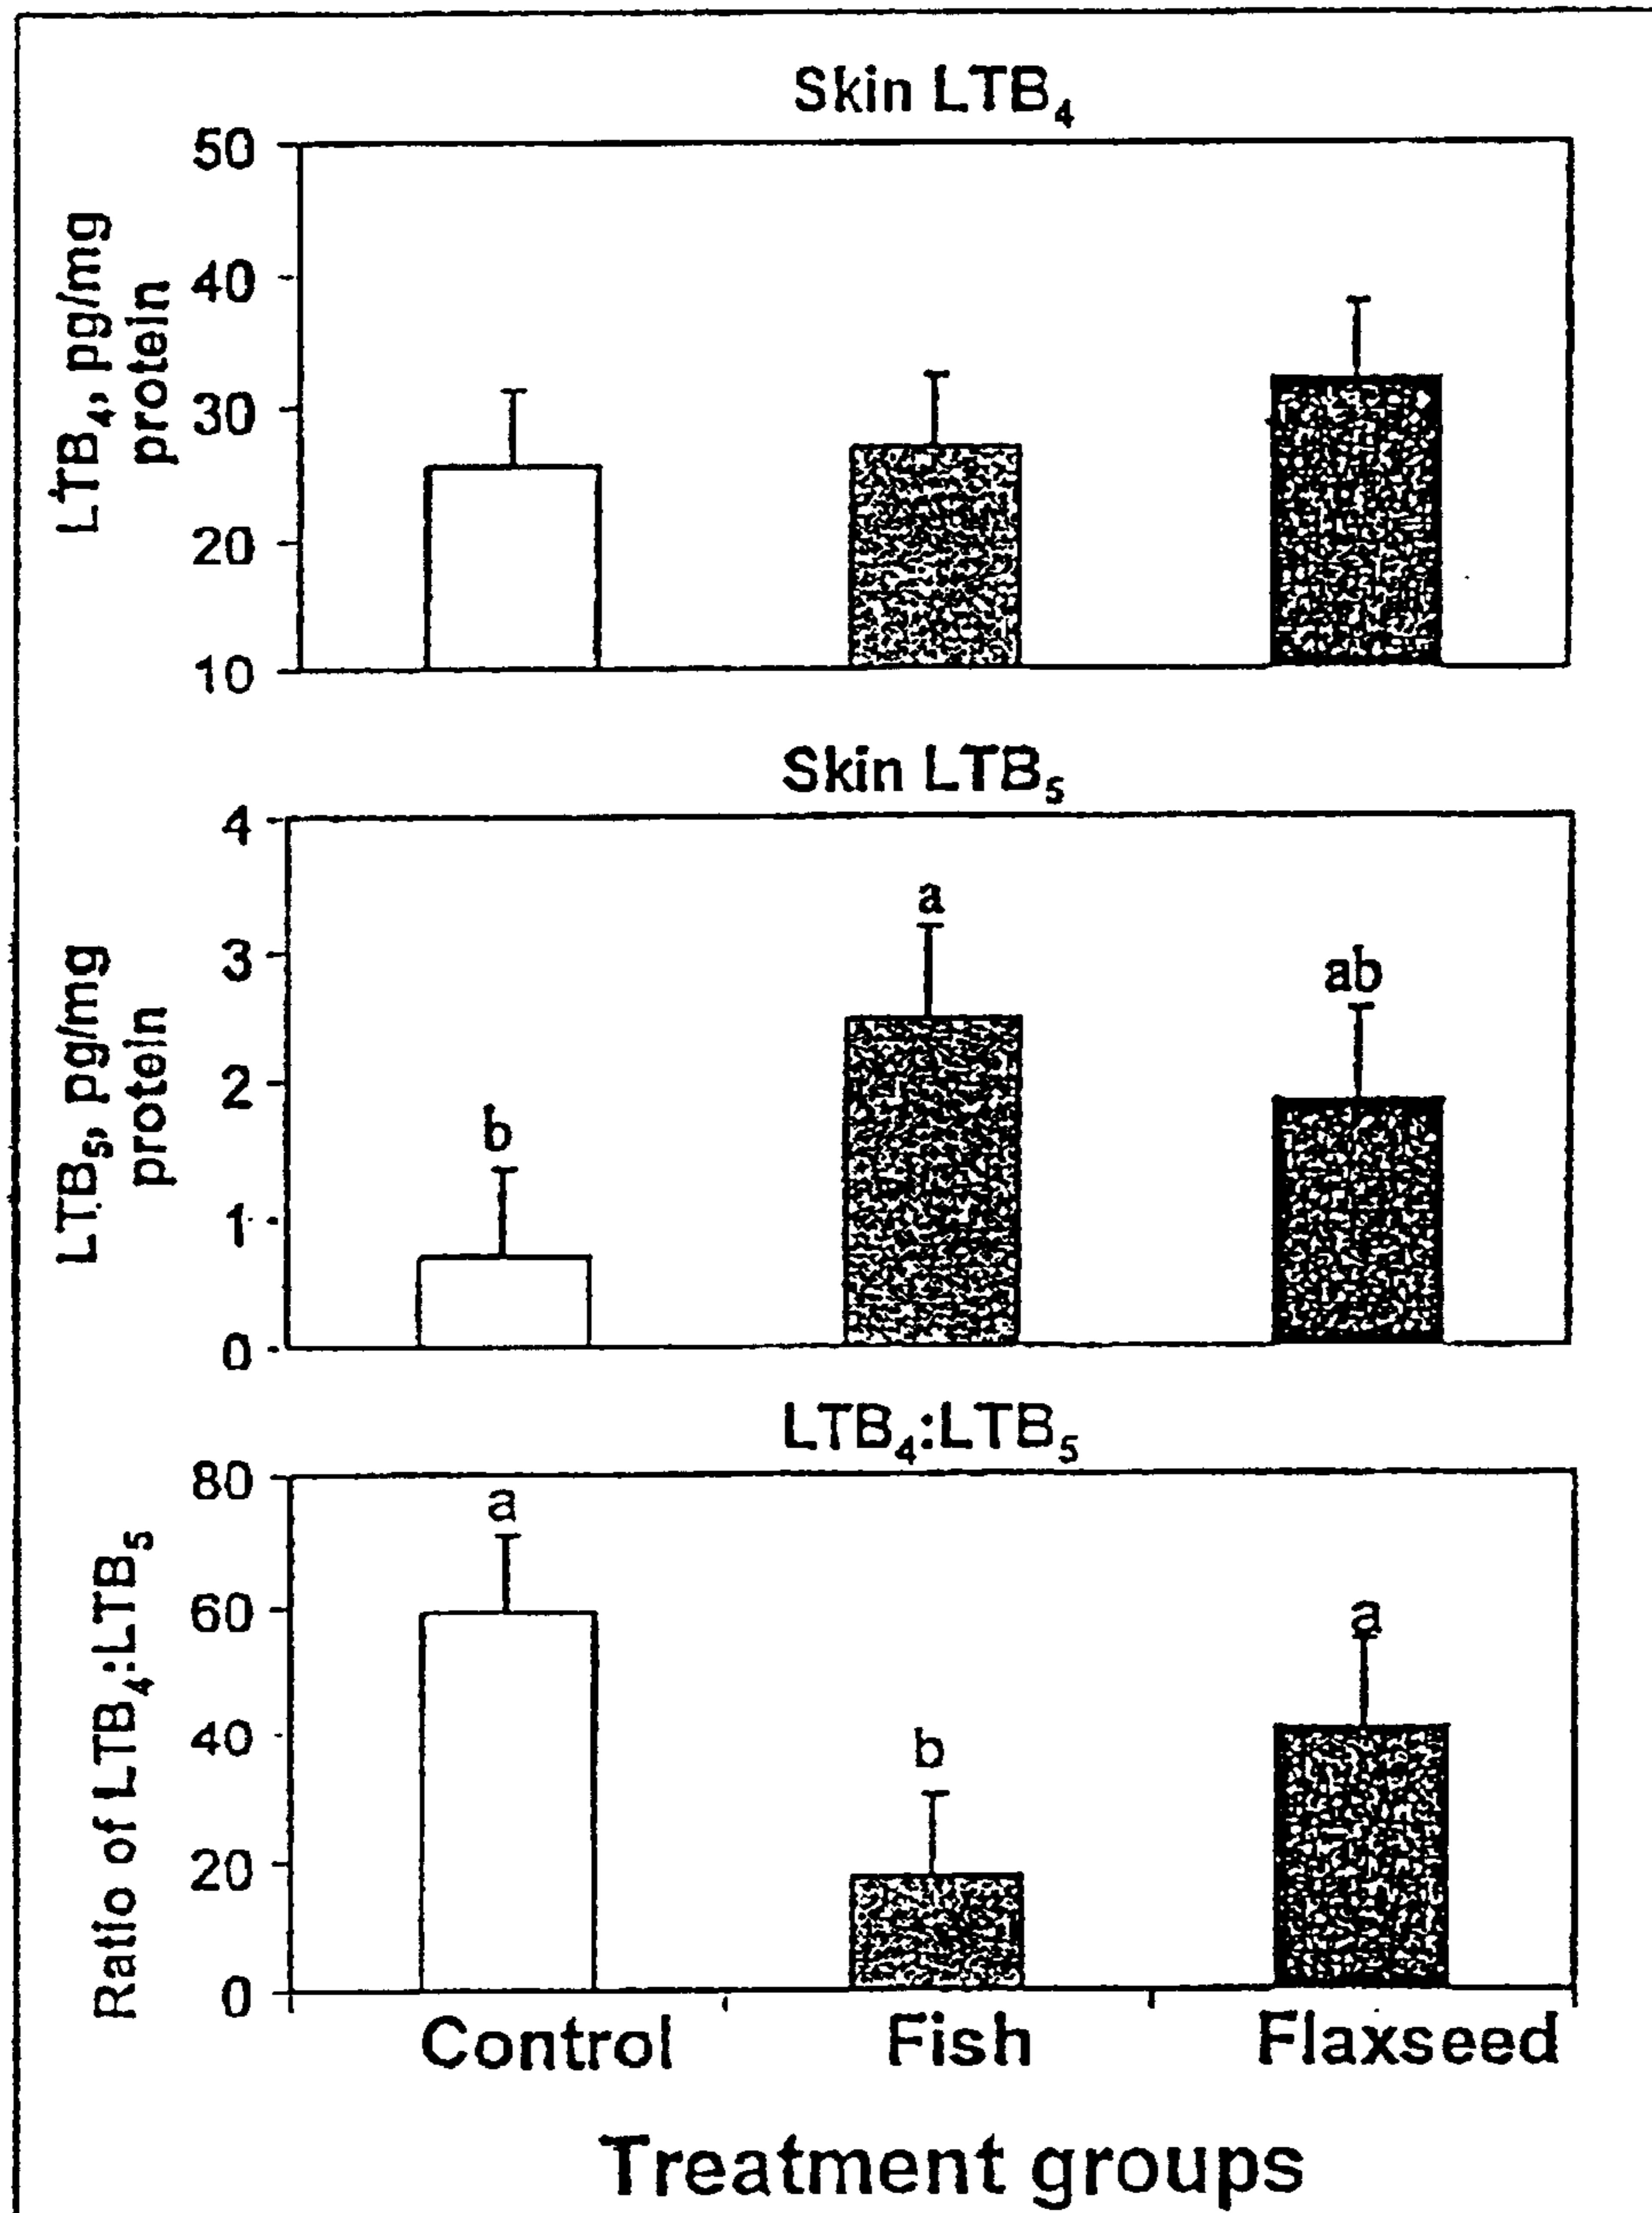 Skin LTB₄
50
40
30
20
10
LTB₄, pg/mg
protein
Skin LTB₅
4
3
2
1
0
LTB₅, pg/mg
protein
a
ab
b
LTB₄:LTB₅
80
60
40
20
0
Ratio of LTB₄:LTB₅
a
a
b
Control Fish Flaxseed
Treatment groups